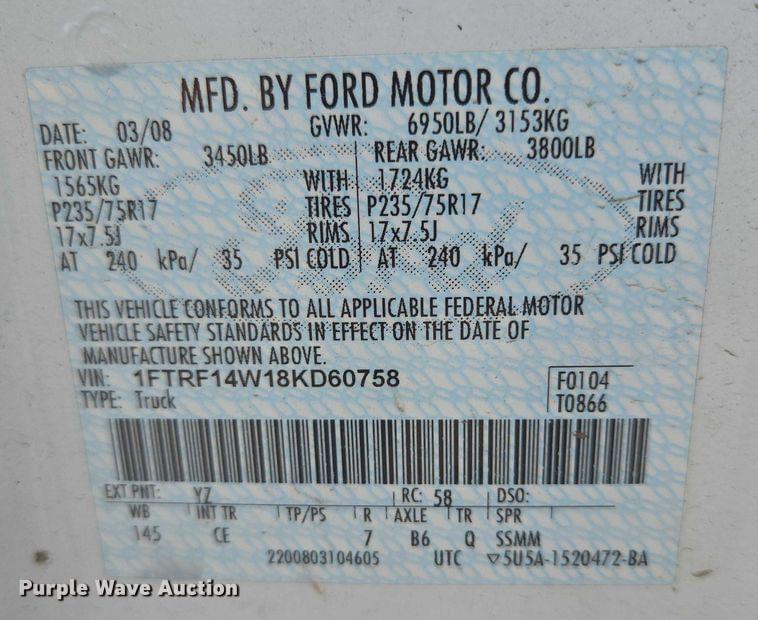 MFD. BY FORD MOTOR CO.
DATE: 03/08 GVWR: 6950LB/ 3153KG
FRONT GAWR: 3450LB REAR GAWR: 3800LB
1565KG WITH 1724KG WITH
P235/75R17 TIRES P235/75R17 TIRES
17x7.5J RIMS 17x7.5J RIMS
AT 240 kPa/ 35 PSI COLD AT 240 kPa/ 35 PSI COLD
THIS VEHICLE CONFORMS TO ALL APPLICABLE FEDERAL MOTOR
VEHICLE SAFETY STANDARDS IN EFFECT ON THE DATE OF
MANUFACTURE SHOWN ABOVE.
VIN: 1FTRF14W18KD60758 F0104
TYPE: Truck T0866
EXT PNT: YZ RC: 58 DSO:
WB INT TR TP/PS R AXLE TR SPR
145 CE 7 B6 Q SSMM
2200803104605 UTC ▽5U5A-1520472-BA
Purple Wave Auction